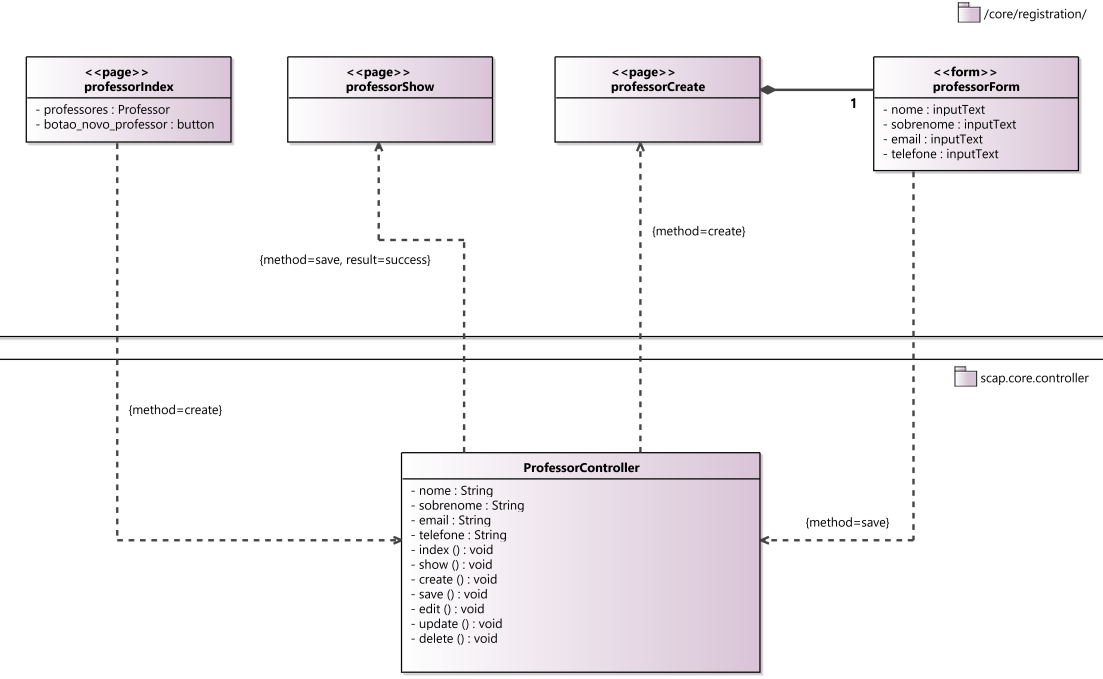 /core/registration/
<<page>>
professorIndex
- professores : Professor
- botao_novo_professor : button
<<page>>
professorShow
<<page>>
professorCreate
1
<<form>>
professorForm
- nome : inputText
- sobrenome : inputText
- email : inputText
- telefone : inputText
{method=create}
{method=save, result=success}
scap.core.controller
{method=create}
ProfessorController
- nome : String
- sobrenome : String
- email : String
- telefone : String
- index () : void
- show () : void
- create () : void
- save () : void
- edit () : void
- update () : void
- delete () : void
{method=save}